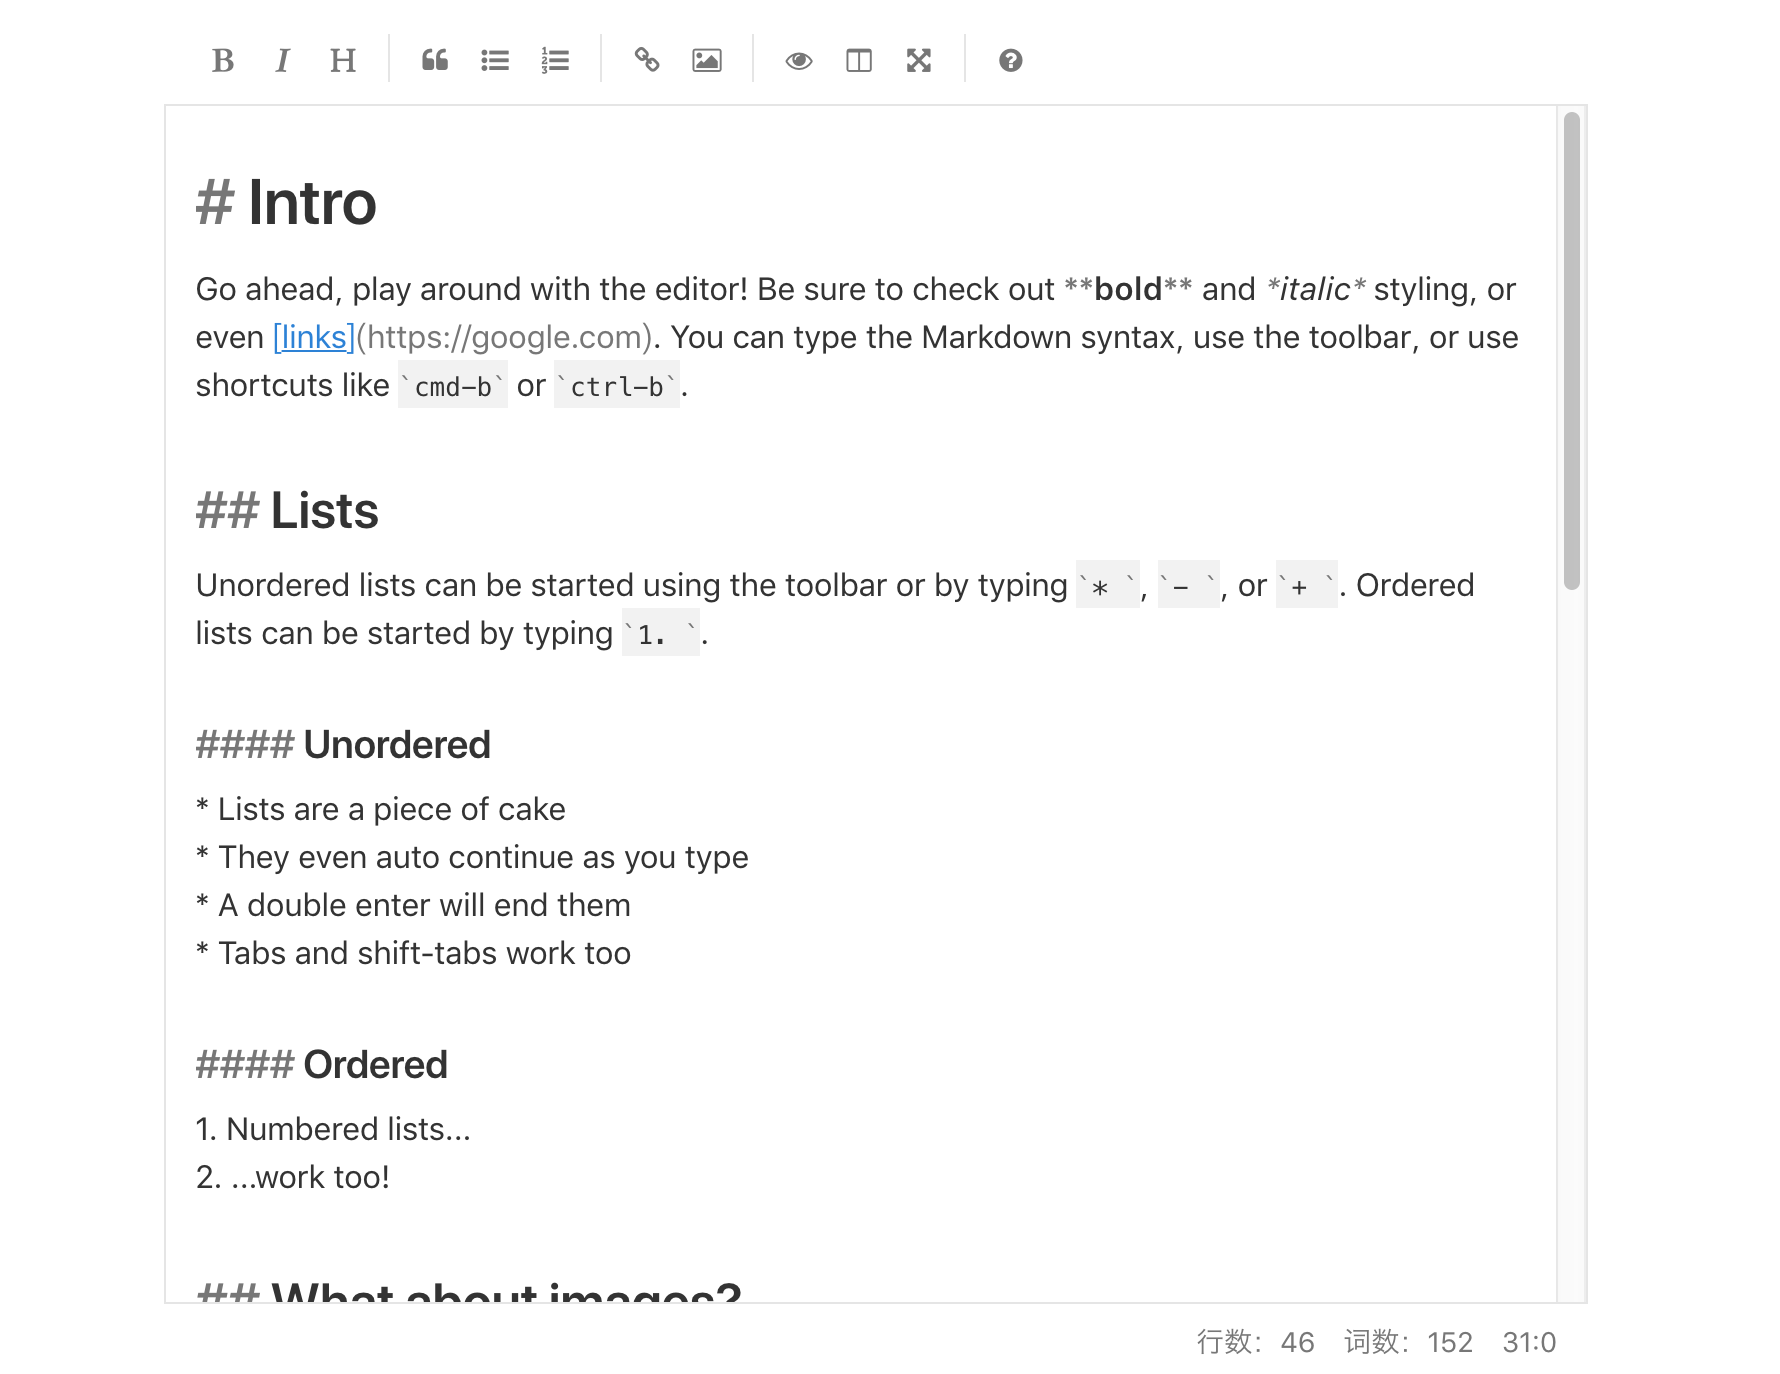 B I H
# Intro
Go ahead, play around with the editor! Be sure to check out **bold** and *italic* styling, or
even [links](https://google.com). You can type the Markdown syntax, use the toolbar, or use
shortcuts like `cmd-b` or `ctrl-b`.
## Lists
Unordered lists can be started using the toolbar or by typing `* `, `- `, or `+ `. Ordered
lists can be started by typing `1. `.
#### Unordered
* Lists are a piece of cake
* They even auto continue as you type
* A double enter will end them
* Tabs and shift-tabs work too
#### Ordered
1. Numbered lists...
2. ...work too!
## What about images?
行数: 46 词数: 152 31:0